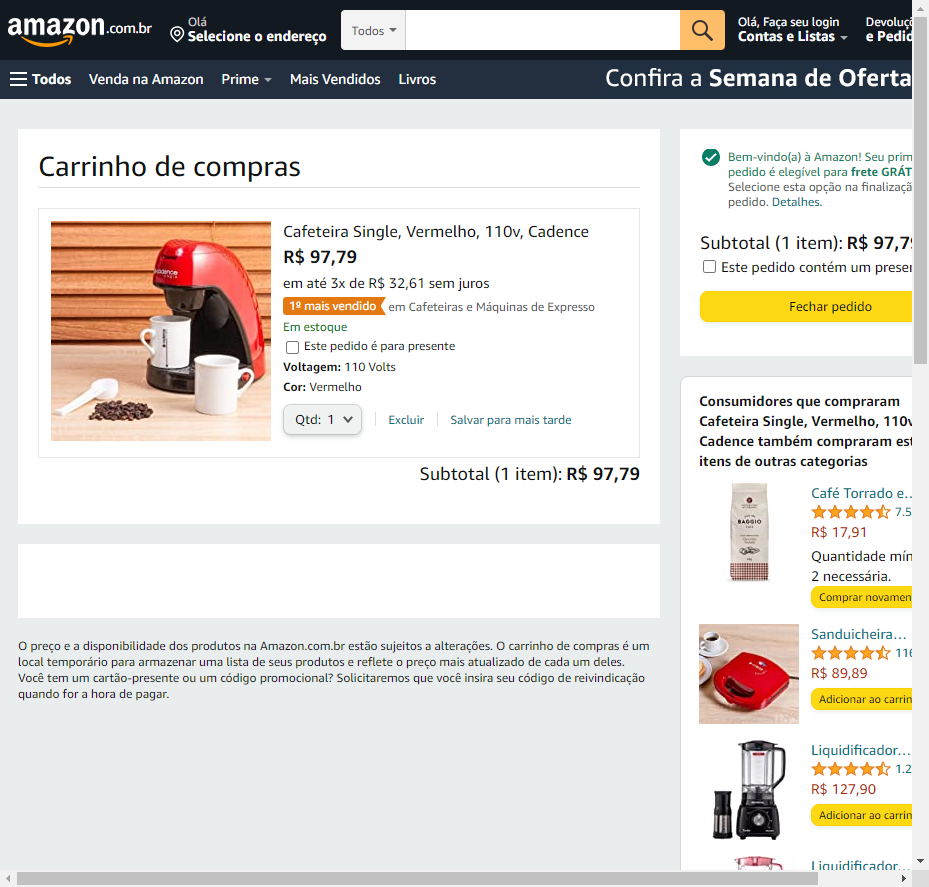 amazon.com.br
Olá
Selecione o endereço
Todos
Olá, Faça seu login
Contas e Listas
Devoluç
e Pedid
Todos
Venda na Amazon
Prime
Mais Vendidos
Livros
Confira a Semana de Oferta
Carrinho de compras
Cafeteira Single, Vermelho, 110v, Cadence
R$ 97,79
em até 3x de R$ 32,61 sem juros
1º mais vendido em Cafeteiras e Máquinas de Expresso
Em estoque
Este pedido é para presente
Voltagem: 110 Volts
Cor: Vermelho
Qtd: 1
Excluir
Salvar para mais tarde
cadence
Subtotal (1 item): R$ 97,79
O preço e a disponibilidade dos produtos na Amazon.com.br estão sujeitos a alterações. O carrinho de compras é um
local temporário para armazenar uma lista de seus produtos e reflete o preço mais atualizado de cada um deles.
Você tem um cartão-presente ou um código promocional? Solicitaremos que você insira seu código de reivindicação
quando for a hora de pagar.
Bem-vindo(a) à Amazon! Seu prim
pedido é elegível para frete GRÁT
Selecione esta opção na finalizaçã
pedido. Detalhes.
Subtotal (1 item): R$ 97,79
Este pedido contém um presen
Fechar pedido
Consumidores que compraram
Cafeteira Single, Vermelho, 110v
Cadence também compraram est
itens de outras categorias
BAGGIO
Café Torrado e...
7.5
R$ 17,91
Quantidade mín
2 necessária.
Comprar novamen
Sanduicheira...
116
R$ 89,89
Adicionar ao carrin
Liquidificador...
1.2
R$ 127,90
Adicionar ao carrin
Liquidificador...